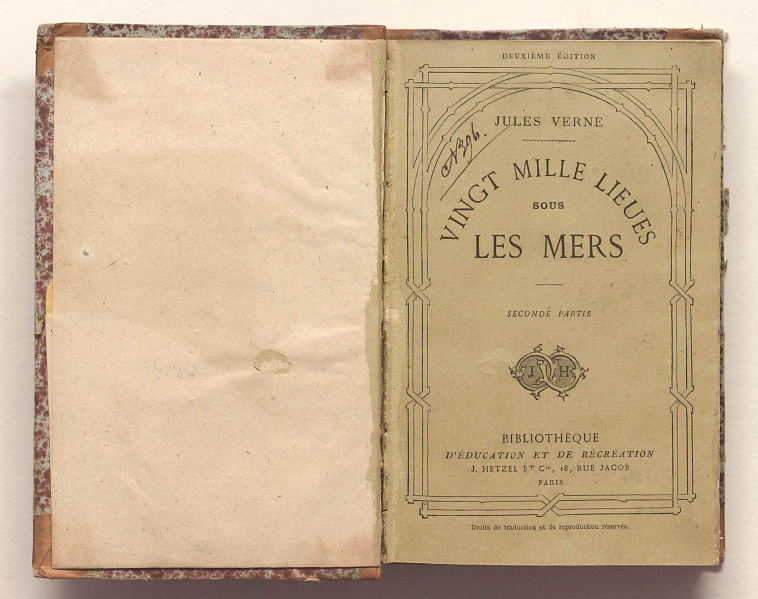 DEUXIÈME ÉDITION
JULES VERNE
VINGT MILLE LIEUES
SOUS
LES MERS
SECONDE PARTIE
J H
BIBLIOTHÈQUE
D'ÉDUCATION ET DE RÉCRÉATION
J. HETZEL ET Cie, 18, RUE JACOB
PARIS
Droits de traduction et de reproduction réservés.